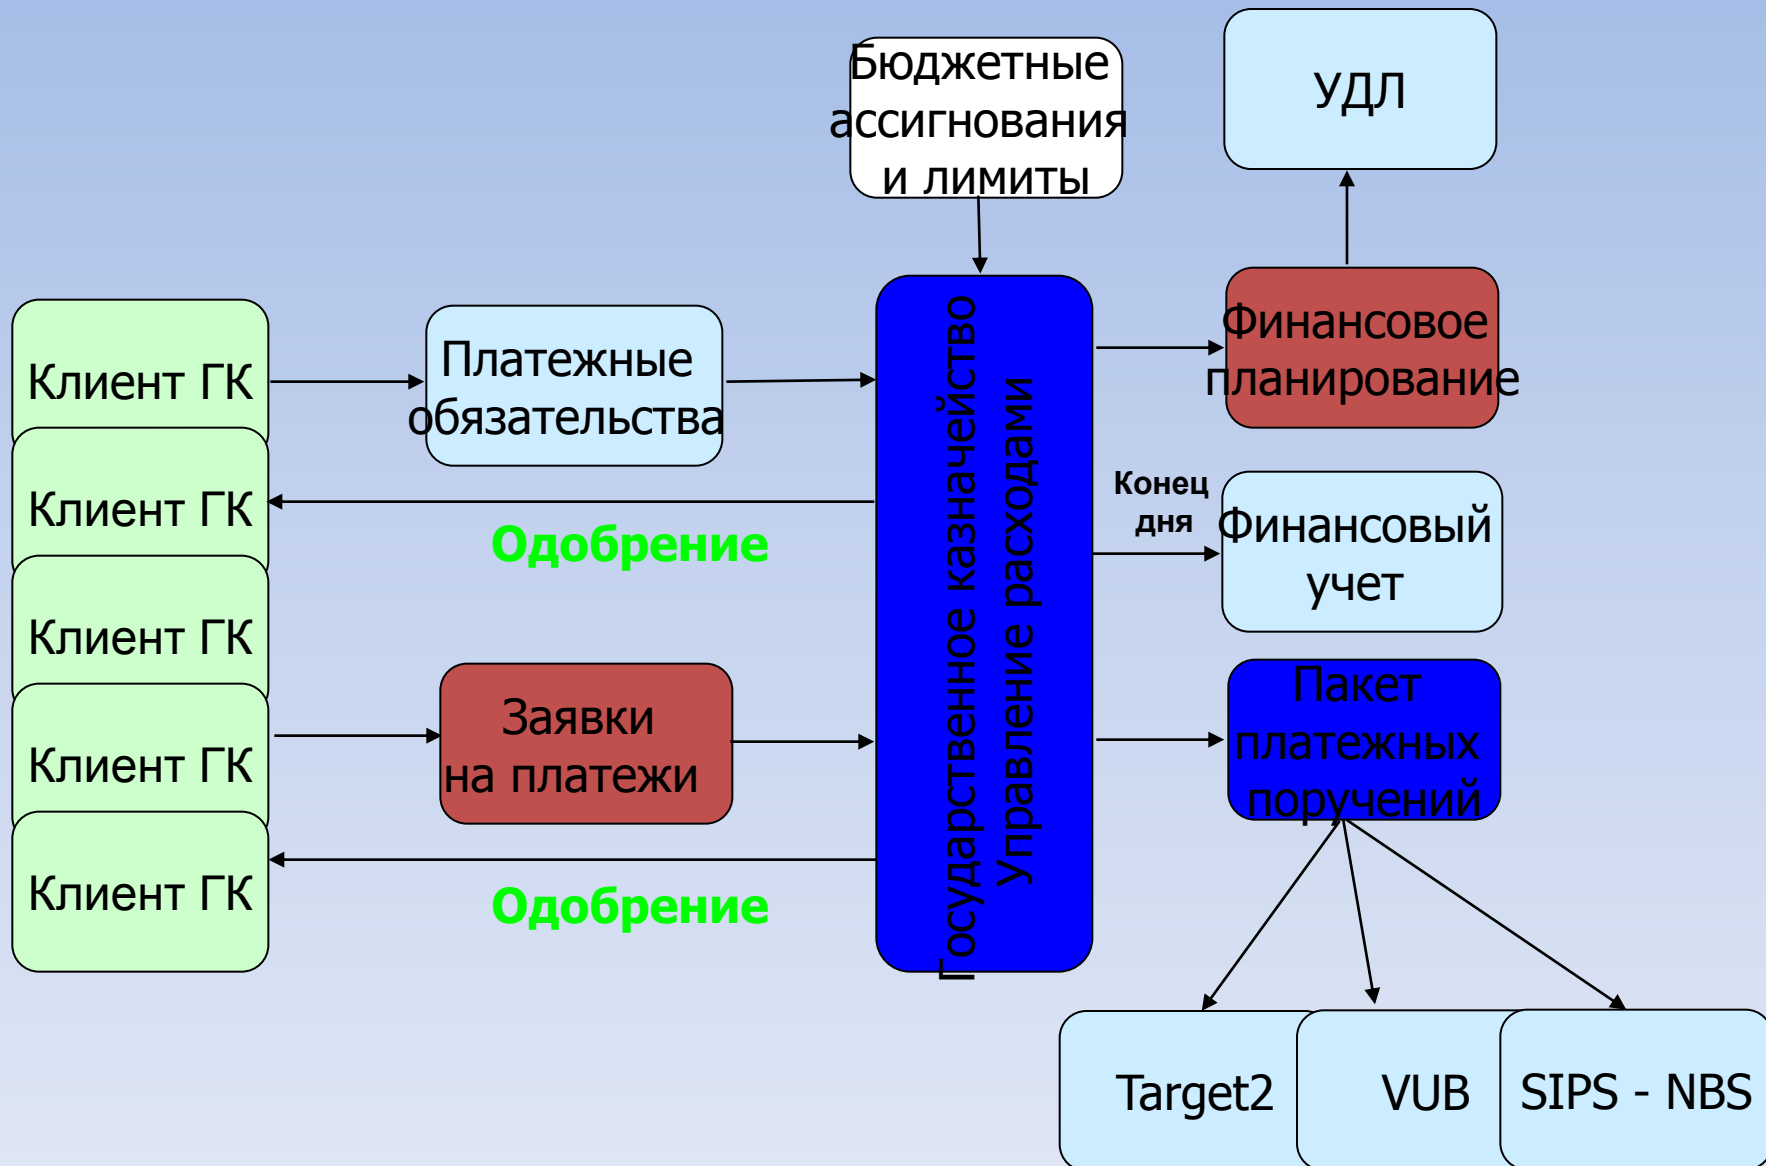 Бюджетные
ассигнования
и лимиты
УДЛ
Клиент ГК
Клиент ГК
Клиент ГК
Клиент ГК
Клиент ГК
Платежные
обязательства
Одобрение
Заявки
на платежи
Одобрение
Государственное казначейство
Управление расходами
Финансовое
планирование
Конец
дня
Финансовый
учет
Пакет
платежных
поручений
Target2
VUB
SIPS - NBS